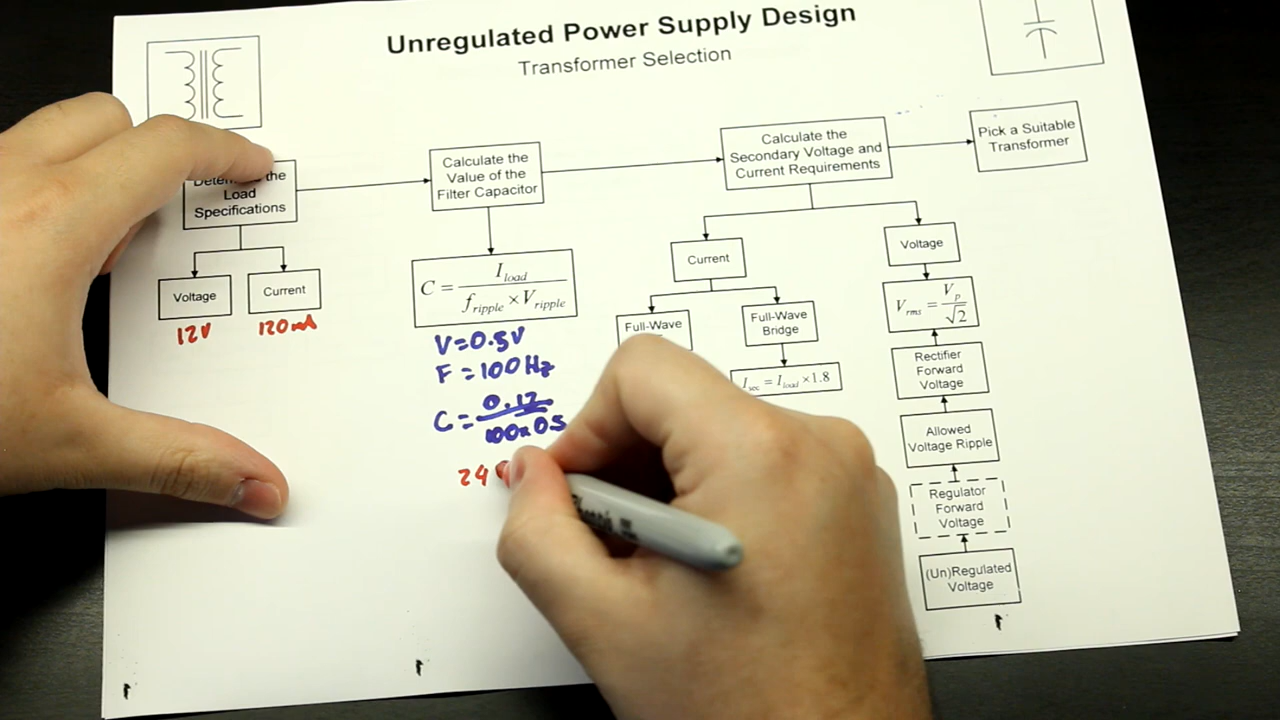 Unregulated Power Supply Design
Transformer Selection
the
Load
Specifications
Voltage
12V
Current
120mA
Calculate the
Value of the
Filter Capacitor
C = I_load / (f_ripple × V_ripple)
V=0.5V
F=100Hz
C= 0.12 / 100x0.5
24
Calculate the
Secondary Voltage and
Current Requirements
Current
Full-Wave
Full-Wave
Bridge
I_sec = I_load × 1.8
Voltage
V_rms = V_p / √2
Rectifier
Forward
Voltage
Allowed
Voltage Ripple
Regulator
Forward
Voltage
(Un)Regulated
Voltage
Pick a Suitable
Transformer